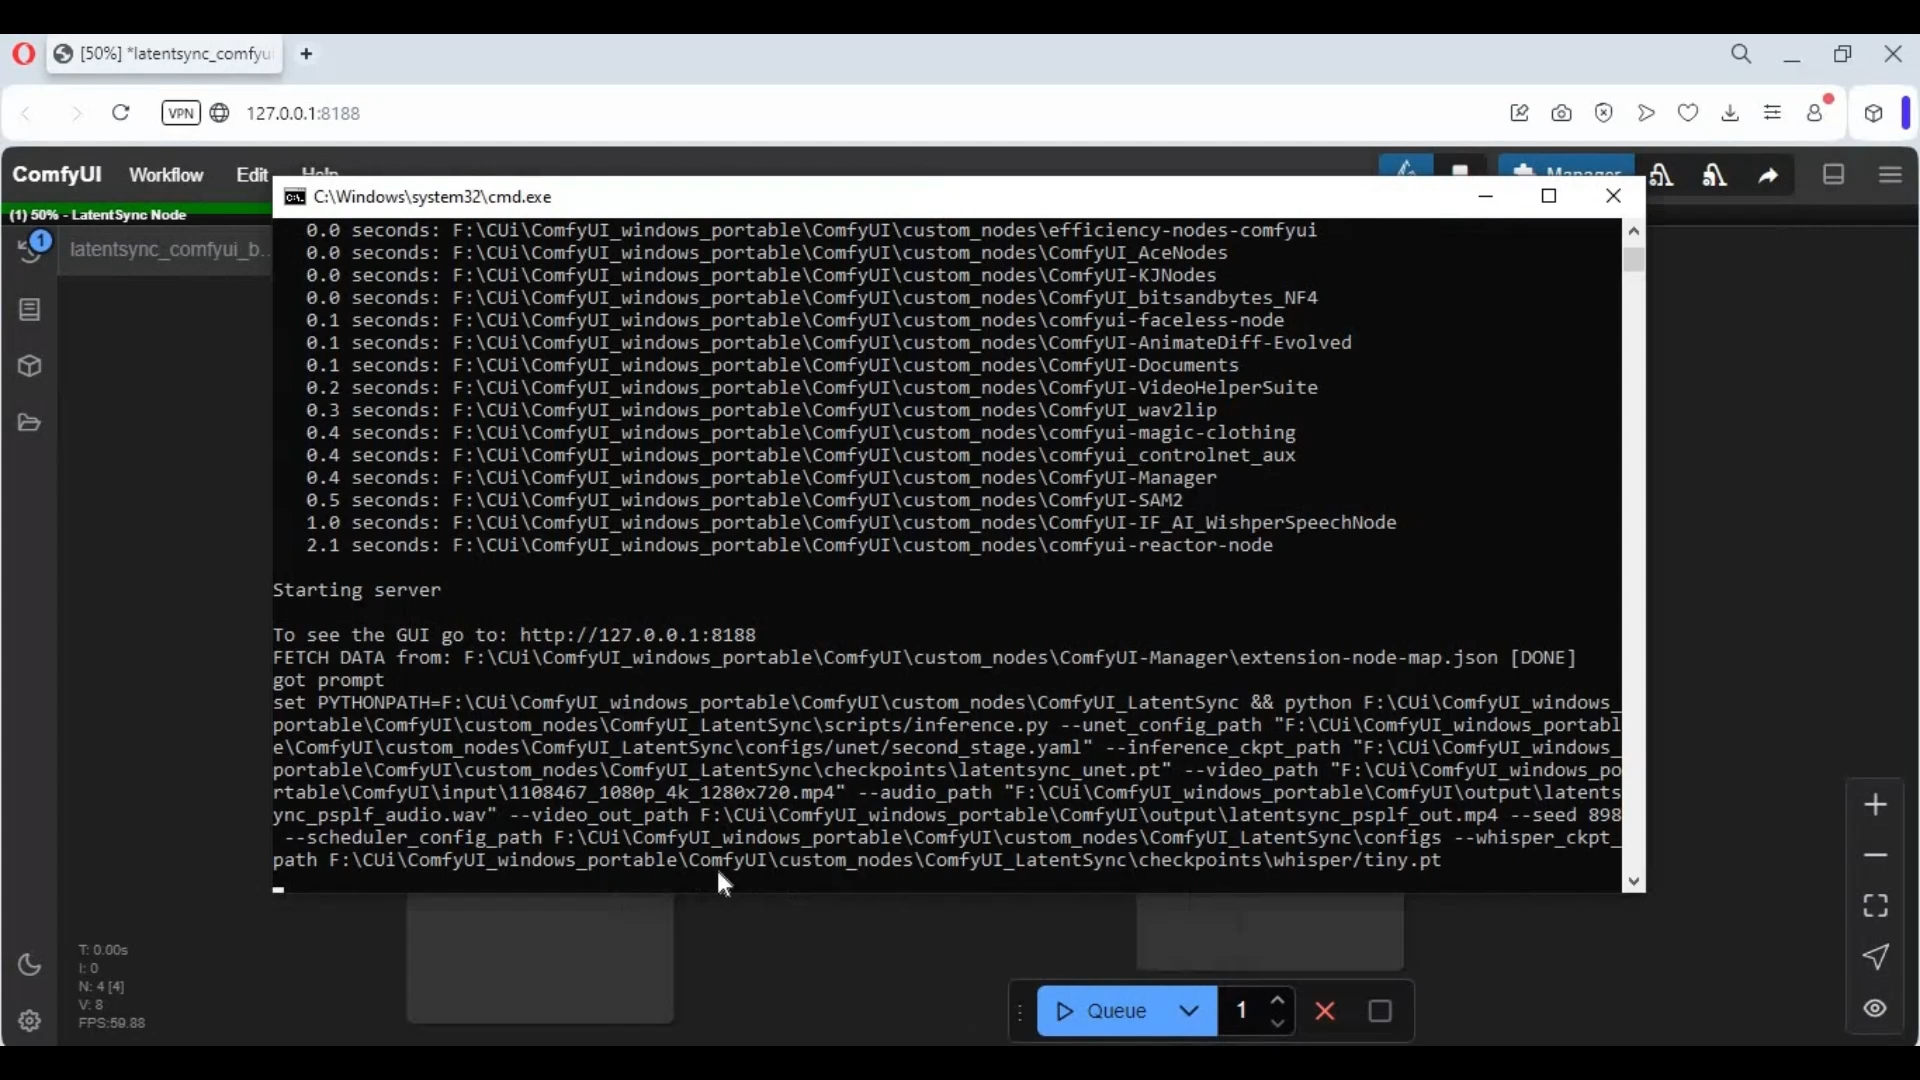 [50%] *latentsync_comfyui
VPN 127.0.0.1:8188
ComfyUI Workflow Edit Help Manager
C:\Windows\system32\cmd.exe
(1) 50% - LatentSync Node
1
latentsync_comfyui_b...
0.0 seconds: F:\CUi\ComfyUI_windows_portable\ComfyUI\custom_nodes\efficiency-nodes-comfyui
0.0 seconds: F:\CUi\ComfyUI_windows_portable\ComfyUI\custom_nodes\ComfyUI_AceNodes
0.0 seconds: F:\CUi\ComfyUI_windows_portable\ComfyUI\custom_nodes\ComfyUI-KJNodes
0.0 seconds: F:\CUi\ComfyUI_windows_portable\ComfyUI\custom_nodes\ComfyUI_bitsandbytes_NF4
0.1 seconds: F:\CUi\ComfyUI_windows_portable\ComfyUI\custom_nodes\comfyui-faceless-node
0.1 seconds: F:\CUi\ComfyUI_windows_portable\ComfyUI\custom_nodes\ComfyUI-AnimateDiff-Evolved
0.1 seconds: F:\CUi\ComfyUI_windows_portable\ComfyUI\custom_nodes\ComfyUI-Documents
0.2 seconds: F:\CUi\ComfyUI_windows_portable\ComfyUI\custom_nodes\ComfyUI-VideoHelperSuite
0.3 seconds: F:\CUi\ComfyUI_windows_portable\ComfyUI\custom_nodes\ComfyUI_wav2lip
0.4 seconds: F:\CUi\ComfyUI_windows_portable\ComfyUI\custom_nodes\comfyui-magic-clothing
0.4 seconds: F:\CUi\ComfyUI_windows_portable\ComfyUI\custom_nodes\comfyui_controlnet_aux
0.4 seconds: F:\CUi\ComfyUI_windows_portable\ComfyUI\custom_nodes\ComfyUI-Manager
0.5 seconds: F:\CUi\ComfyUI_windows_portable\ComfyUI\custom_nodes\ComfyUI-SAM2
1.0 seconds: F:\CUi\ComfyUI_windows_portable\ComfyUI\custom_nodes\ComfyUI-IF_AI_WishperSpeechNode
2.1 seconds: F:\CUi\ComfyUI_windows_portable\ComfyUI\custom_nodes\comfyui-reactor-node
Starting server
To see the GUI go to: http://127.0.0.1:8188
FETCH DATA from: F:\CUi\ComfyUI_windows_portable\ComfyUI\custom_nodes\ComfyUI-Manager\extension-node-map.json [DONE]
got prompt
set PYTHONPATH=F:\CUi\ComfyUI_windows_portable\ComfyUI\custom_nodes\ComfyUI_LatentSync && python F:\CUi\ComfyUI_windows_
portable\ComfyUI\custom_nodes\ComfyUI_LatentSync\scripts/inference.py --unet_config_path "F:\CUi\ComfyUI_windows_portabl
e\ComfyUI\custom_nodes\ComfyUI_LatentSync\configs/unet/second_stage.yaml" --inference_ckpt_path "F:\CUi\ComfyUI_windows_
portable\ComfyUI\custom_nodes\ComfyUI_LatentSync\checkpoints\latentsync_unet.pt" --video_path "F:\CUi\ComfyUI_windows_po
rtable\ComfyUI\input\1108467_1080p_4k_1280x720.mp4" --audio_path "F:\CUi\ComfyUI_windows_portable\ComfyUI\output\latents
ync_psplf_audio.wav" --video_out_path F:\CUi\ComfyUI_windows_portable\ComfyUI\output\latentsync_psplf_out.mp4 --seed 898
--scheduler_config_path F:\CUi\ComfyUI_windows_portable\ComfyUI\custom_nodes\ComfyUI_LatentSync\configs --whisper_ckpt_
path F:\CUi\ComfyUI_windows_portable\ComfyUI\custom_nodes\ComfyUI_LatentSync\checkpoints\whisper/tiny.pt
T: 0.00s
I: 0
N: 4 [4]
V: 8
FPS:59.88
Queue 1